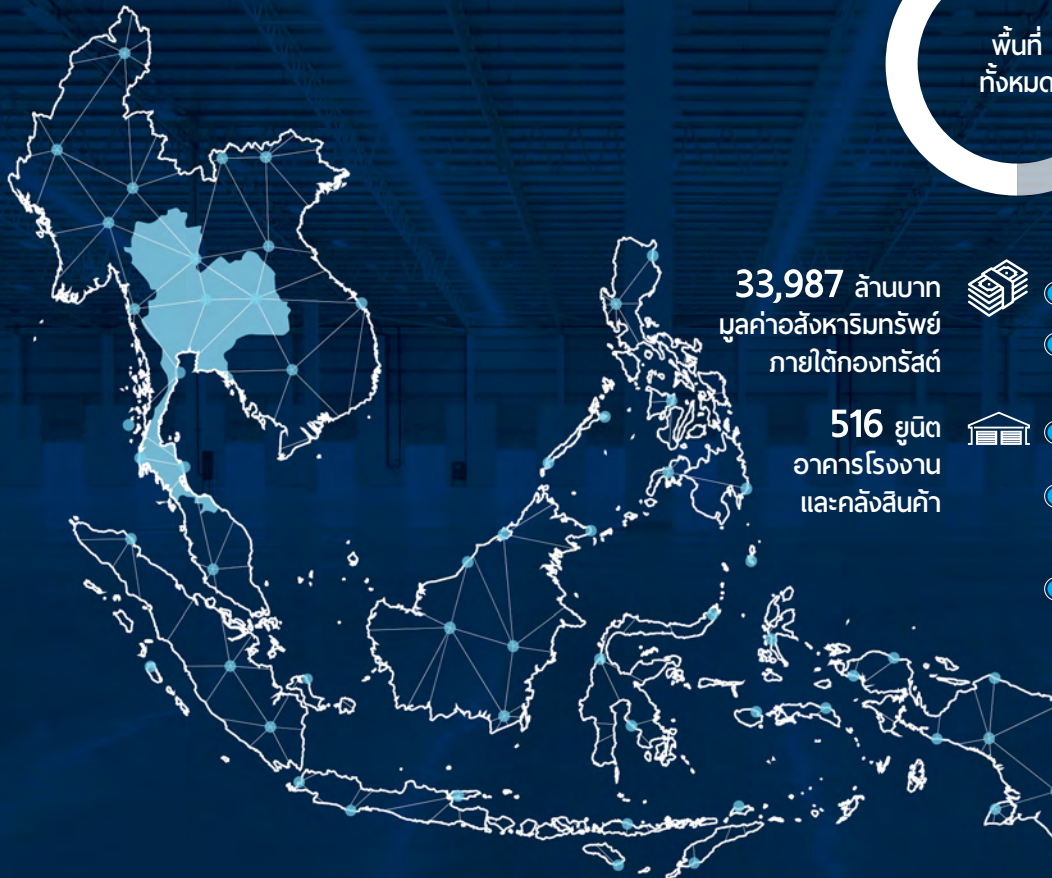 พื้นที่
ทั้งหมด
33,987 ล้านบาท
มูลค่าอสังหาริมทรัพย์
ภายใต้กองทรัสต์
516 ยูนิต
อาคารโรงงาน
และคลังสินค้า